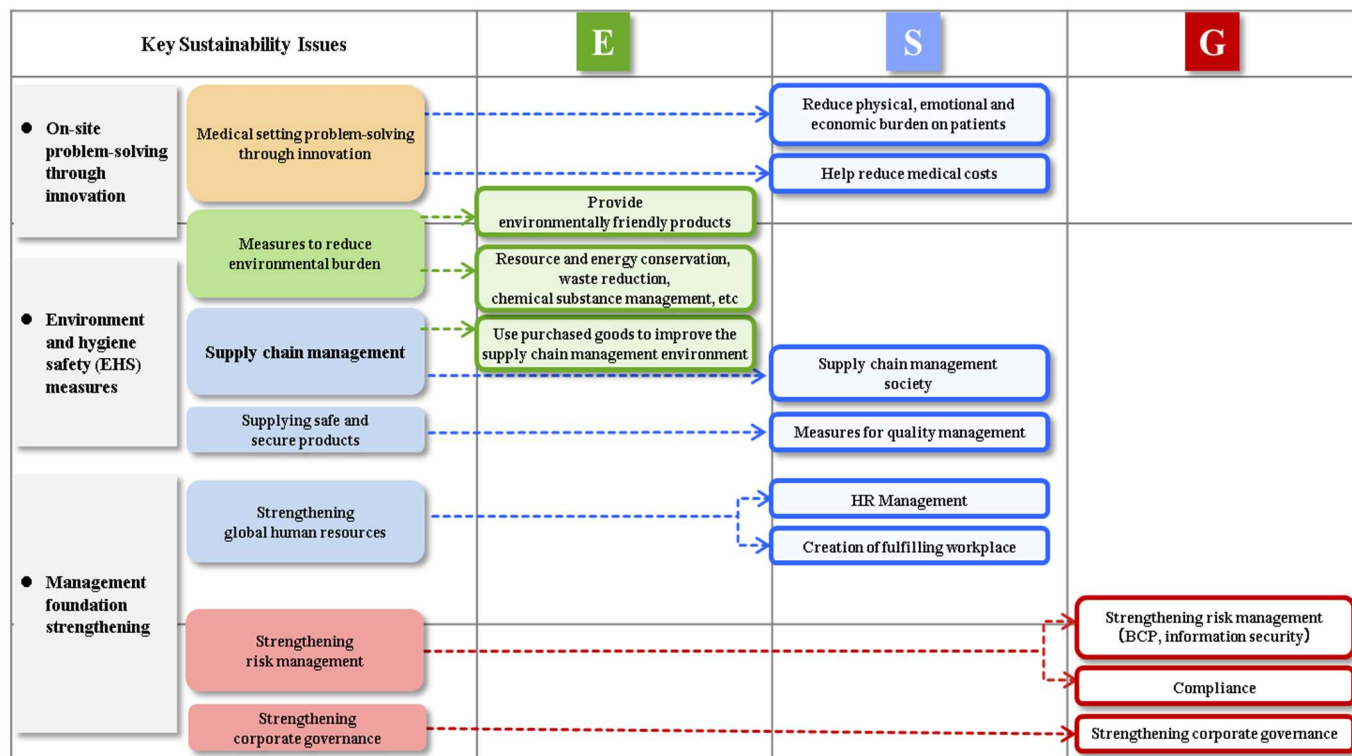 Key Sustainability Issues
E
S
G
● On-site
problem-solving
through
innovation
Medical setting problem-solving
through innovation
Reduce physical, emotional and
economic burden on patients
Help reduce medical costs
Measures to reduce
environmental burden
Provide
environmentally friendly products
Resource and energy conservation,
waste reduction,
chemical substance management, etc
● Environment
and hygiene
safety (EHS)
measures
Supply chain management
Use purchased goods to improve the
supply chain management environment
Supply chain management
society
Supplying safe and
secure products
Measures for quality management
● Management
foundation
strengthening
Strengthening
global human resources
HR Management
Creation of fulfilling workplace
Strengthening
risk management
Strengthening risk management
(BCP, information security)
Compliance
Strengthening
corporate governance
Strengthening corporate governance